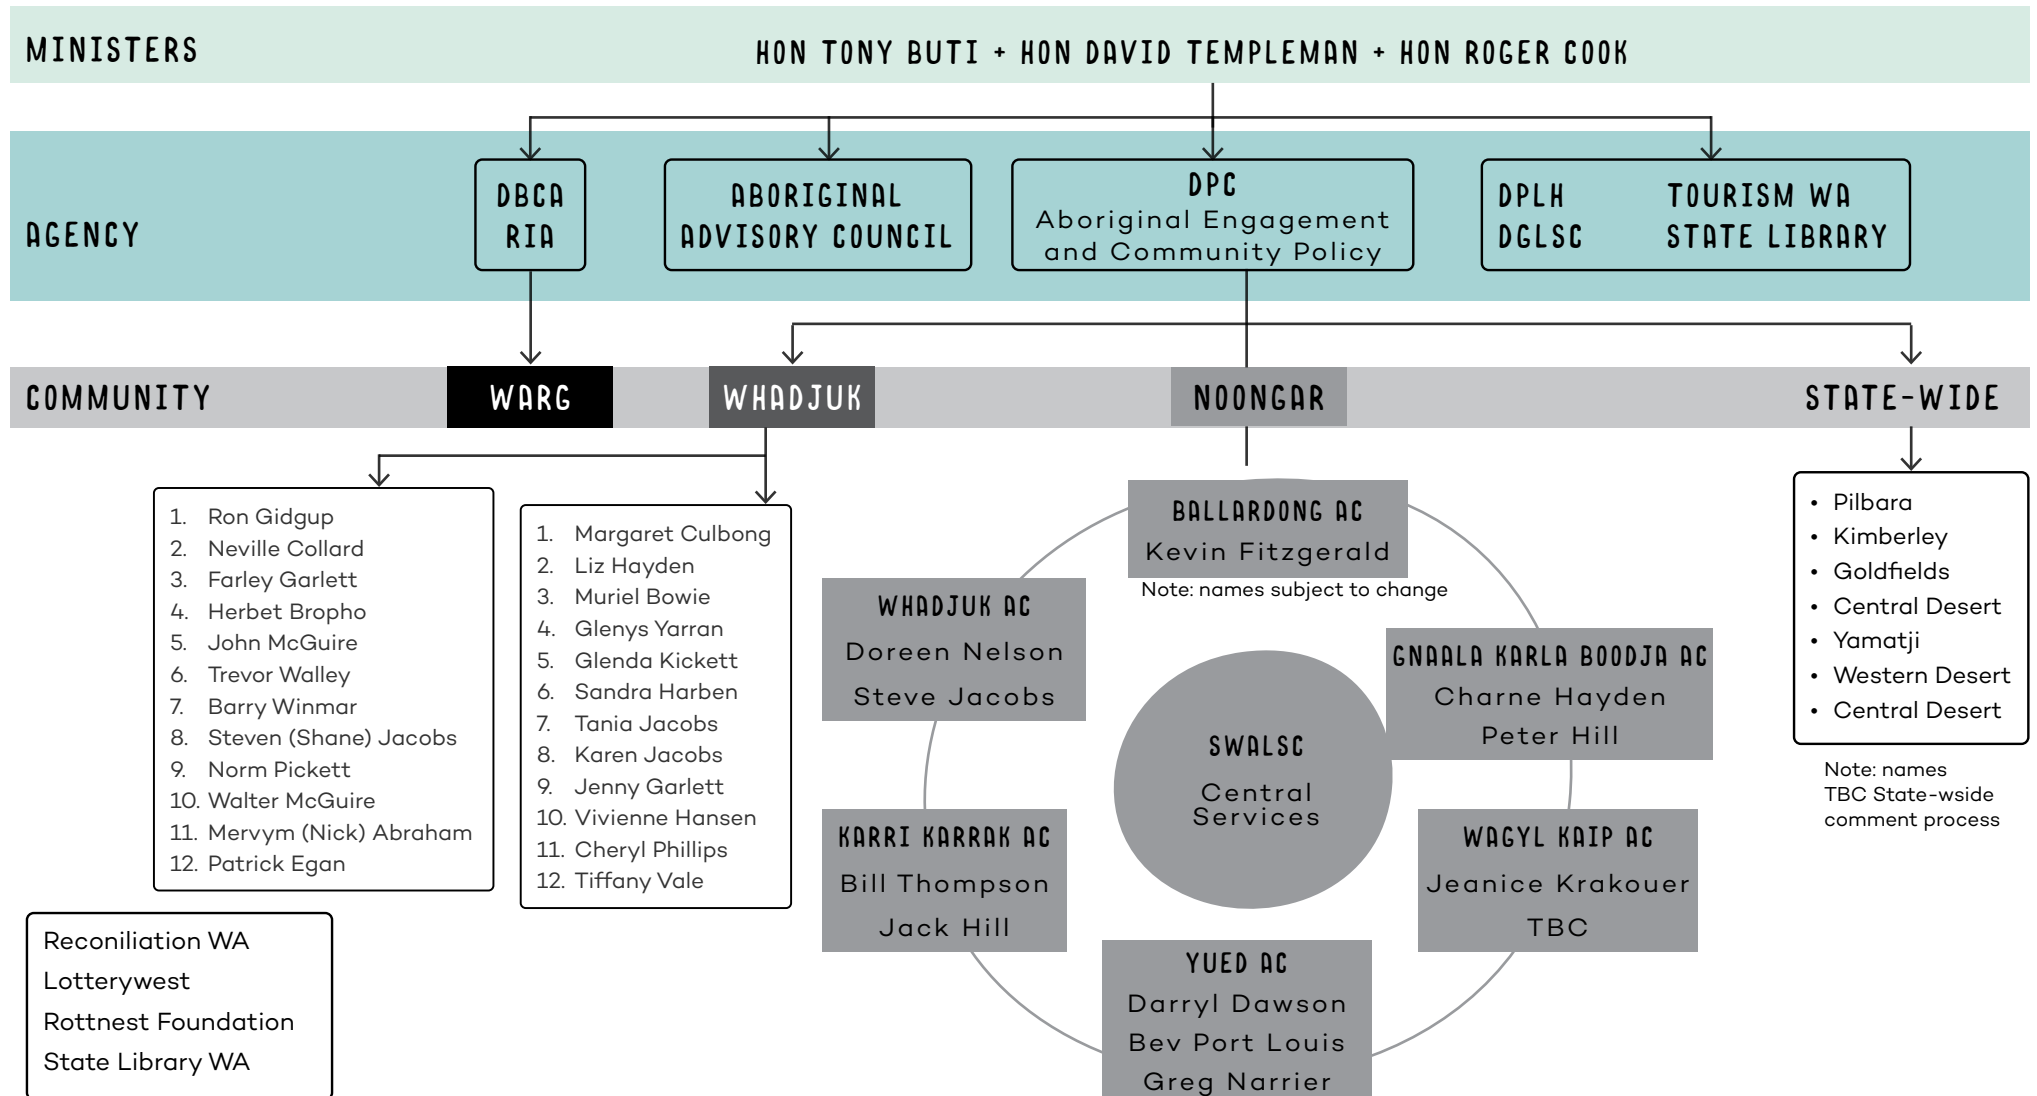 MINISTERS
HON TONY BUTI + HON DAVID TEMPLEMAN + HON ROGER COOK
AGENCY
DBCA
RIA
ABORIGINAL
ADVISORY COUNCIL
DPC
Aboriginal Engagement
and Community Policy
DPLH TOURISM WA
DGLSC STATE LIBRARY
COMMUNITY
WARG
WHADJUK
NOONGAR
STATE-WIDE
1. Ron Gidgup
2. Neville Collard
3. Farley Garlett
4. Herbet Bropho
5. John McGuire
6. Trevor Walley
7. Barry Winmar
8. Steven (Shane) Jacobs
9. Norm Pickett
10. Walter McGuire
11. Mervym (Nick) Abraham
12. Patrick Egan
1. Margaret Culbong
2. Liz Hayden
3. Muriel Bowie
4. Glenys Yarran
5. Glenda Kickett
6. Sandra Harben
7. Tania Jacobs
8. Karen Jacobs
9. Jenny Garlett
10. Vivienne Hansen
11. Cheryl Phillips
12. Tiffany Vale
BALLARDONG AC
Kevin Fitzgerald
Note: names subject to change
WHADJUK AC
Doreen Nelson
Steve Jacobs
GNAALA KARLA BOODJA AC
Charne Hayden
Peter Hill
SWALSC
Central
Services
KARRI KARRAK AC
Bill Thompson
Jack Hill
WAGYL KAIP AC
Jeanice Krakouer
TBC
YUED AC
Darryl Dawson
Bev Port Louis
Greg Narrier
• Pilbara
• Kimberley
• Goldfields
• Central Desert
• Yamatji
• Western Desert
• Central Desert
Note: names
TBC State-wside
comment process
Reconiliation WA
Lotterywest
Rottnest Foundation
State Library WA